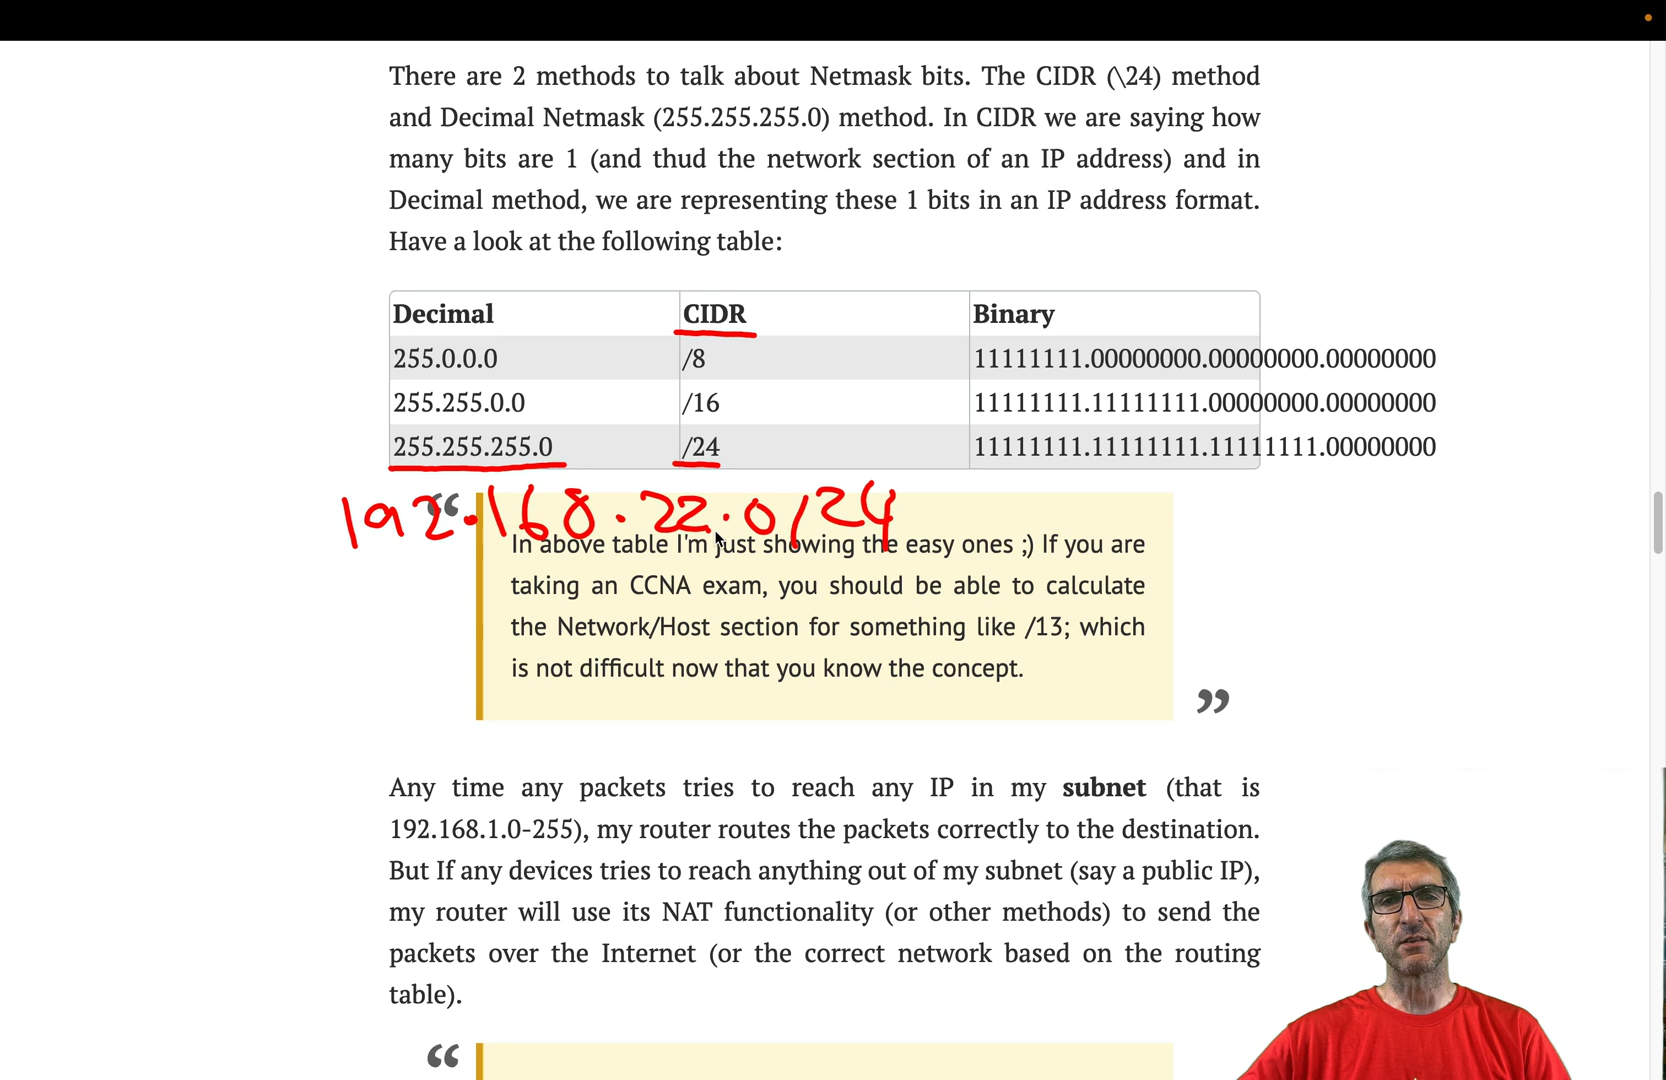 There are 2 methods to talk about Netmask bits. The CIDR (\24) method
and Decimal Netmask (255.255.255.0) method. In CIDR we are saying how
many bits are 1 (and thud the network section of an IP address) and in
Decimal method, we are representing these 1 bits in an IP address format.
Have a look at the following table:
Decimal CIDR Binary
255.0.0.0 /8 11111111.00000000.00000000.00000000
255.255.0.0 /16 11111111.11111111.00000000.00000000
255.255.255.0 /24 11111111.11111111.11111111.00000000
192.168.22.0/24
“
In above table I'm just showing the easy ones ;) If you are
taking an CCNA exam, you should be able to calculate
the Network/Host section for something like /13; which
is not difficult now that you know the concept.
”
Any time any packets tries to reach any IP in my subnet (that is
192.168.1.0-255), my router routes the packets correctly to the destination.
But If any devices tries to reach anything out of my subnet (say a public IP),
my router will use its NAT functionality (or other methods) to send the
packets over the Internet (or the correct network based on the routing
table).
“